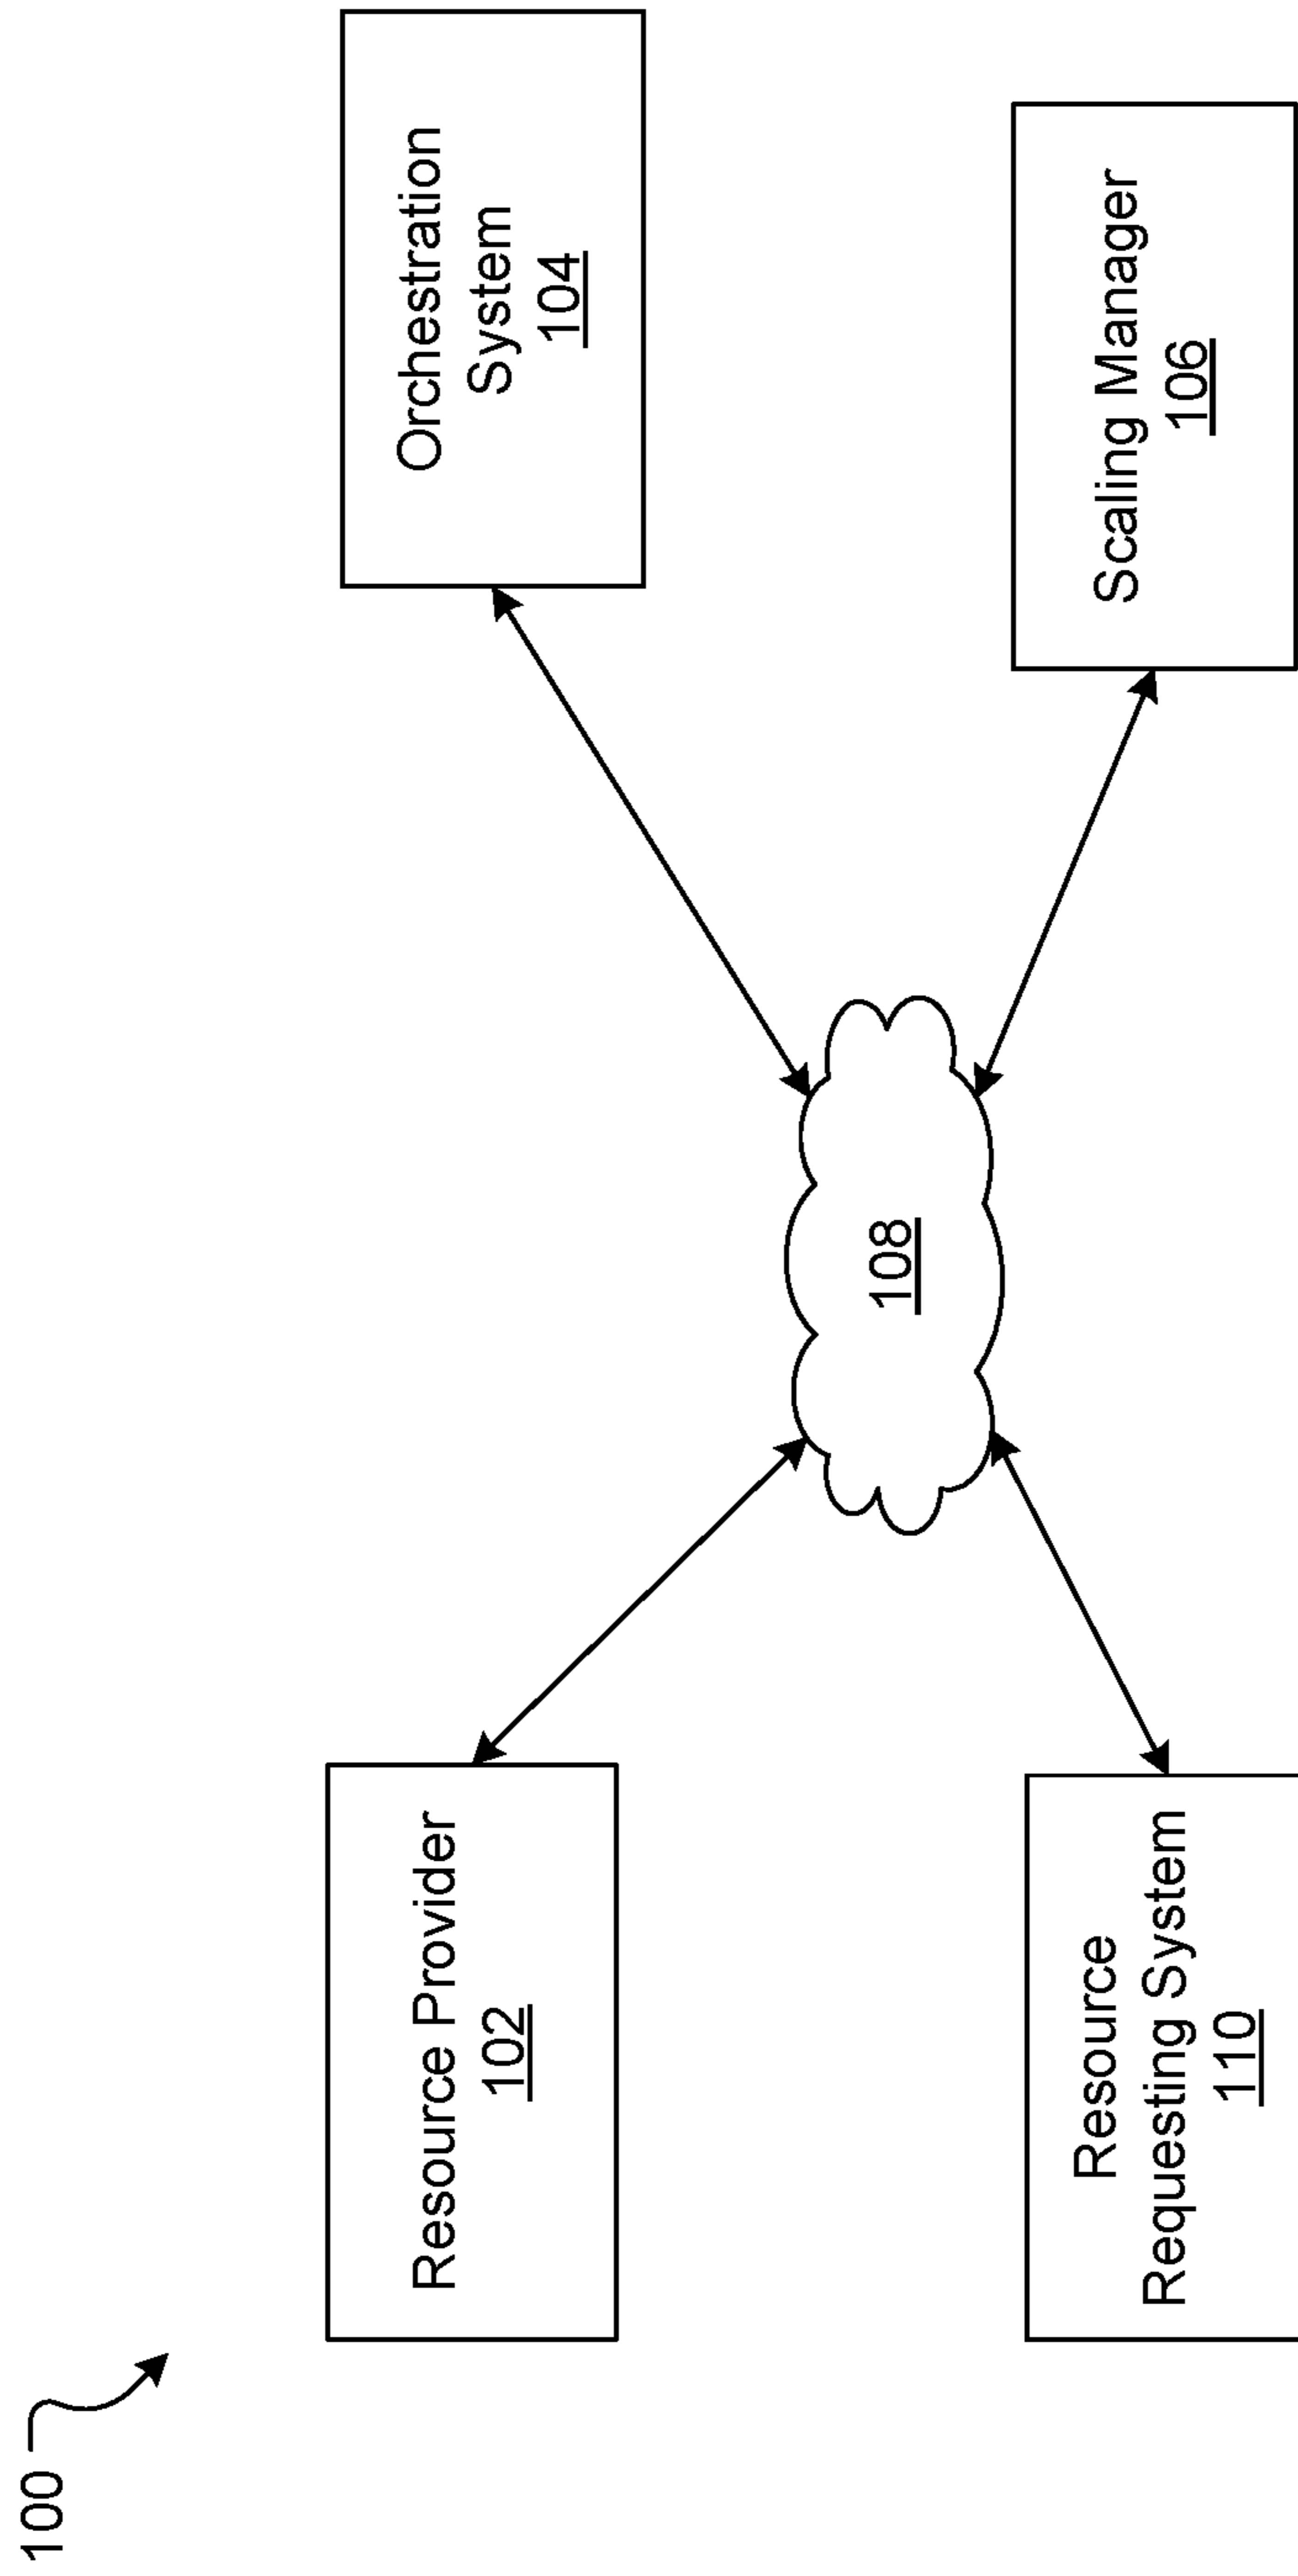 100
Resource Provider
102
Orchestration
System
104
108
Resource
Requesting System
110
Scaling Manager
106